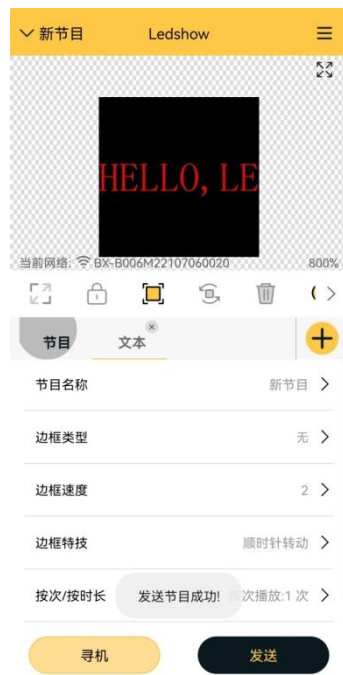 新节目 Ledshow
HELLO, LE
当前网络: BX-B006M22107060020 800%
节目 文本
节目名称 新节目
边框类型 无
边框速度 2
边框特技 顺时针转动
按次/按时长 次播放:1 次
发送节目成功!
寻机 发送